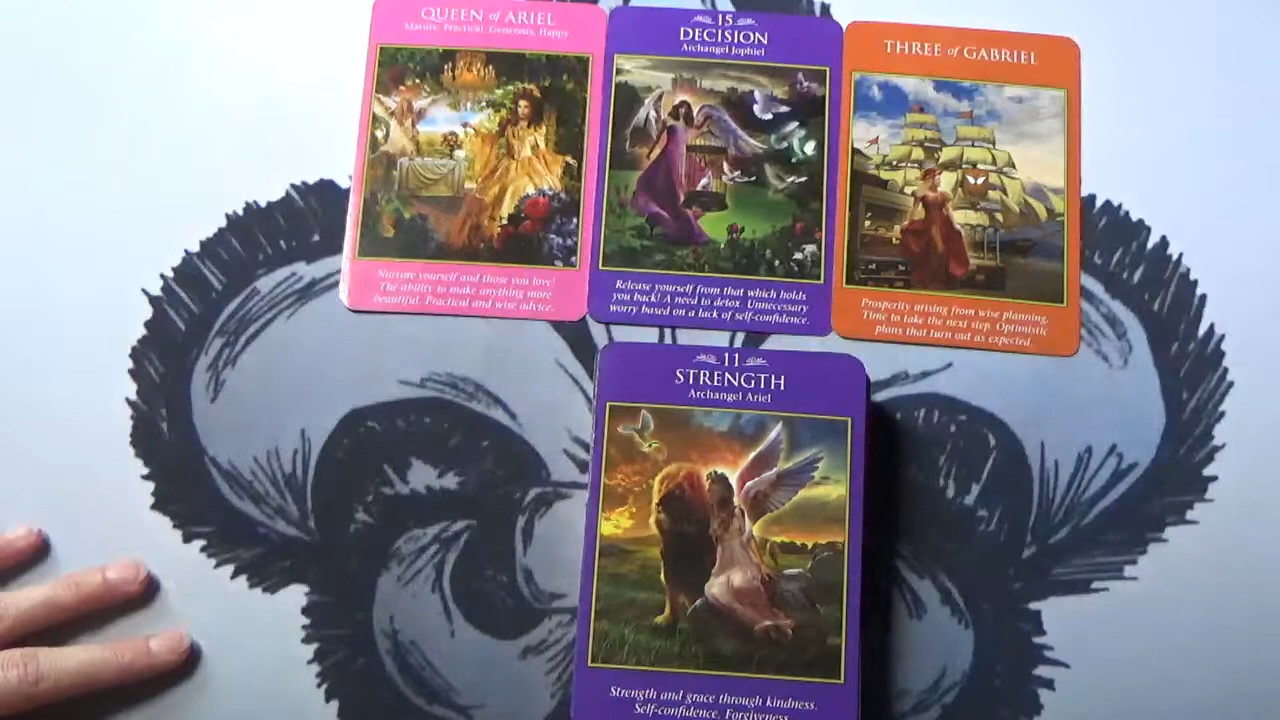 QUEEN of ARIEL
Mature, Practical, Generous, Happy
Nurture yourself and those you love!
The ability to make anything more
beautiful. Practical and wise advice.
15
DECISION
Archangel Jophiel
Release yourself from that which holds
you back! A need to detox. Unnecessary
worry based on a lack of self-confidence.
THREE of GABRIEL
Prosperity arising from wise planning.
Time to take the next step. Optimistic
plans that turn out as expected.
11
STRENGTH
Archangel Ariel
Strength and grace through kindness.
Self-confidence. Forgiveness.